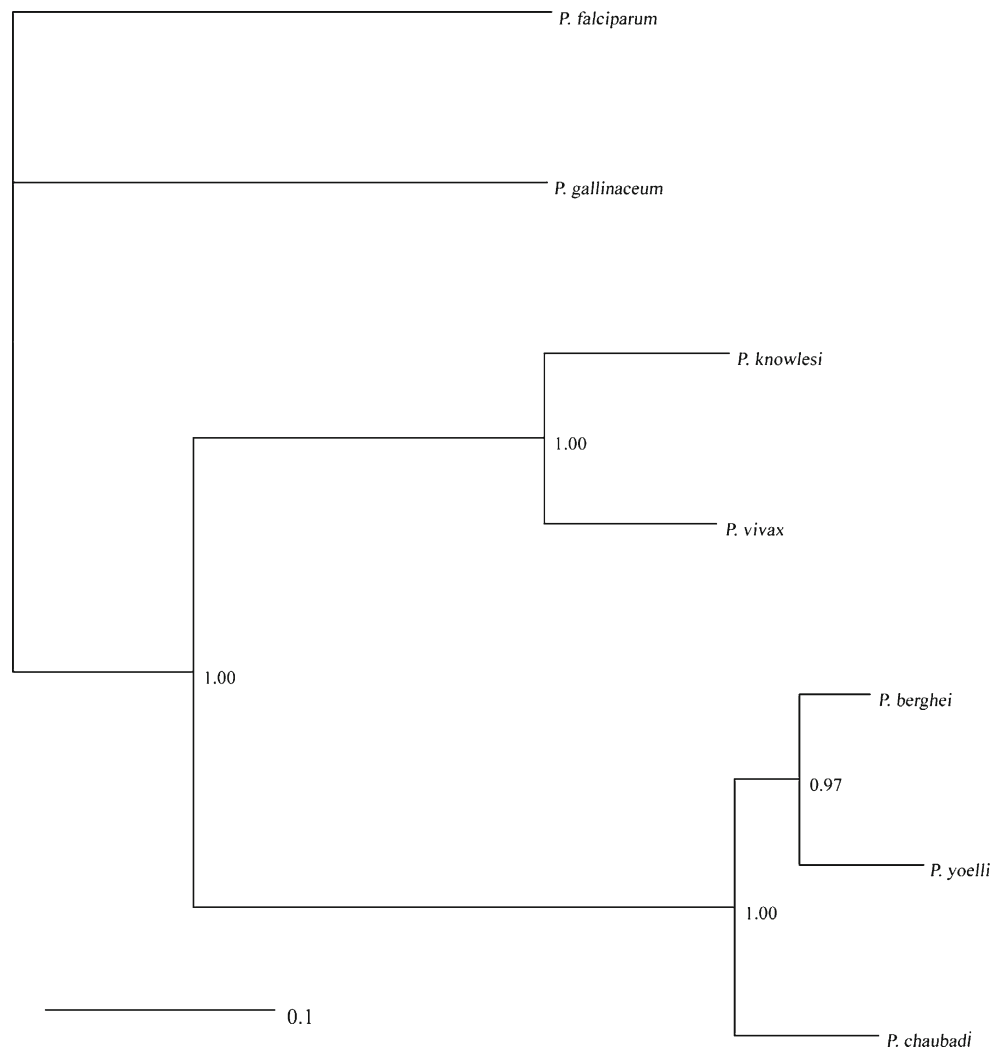 P. falciparum
P. gallinaceum
P. knowlesi
1.00
P. vivax
1.00
P. berghei
0.97
P. yoelli
1.00
0.1
P. chaubadi